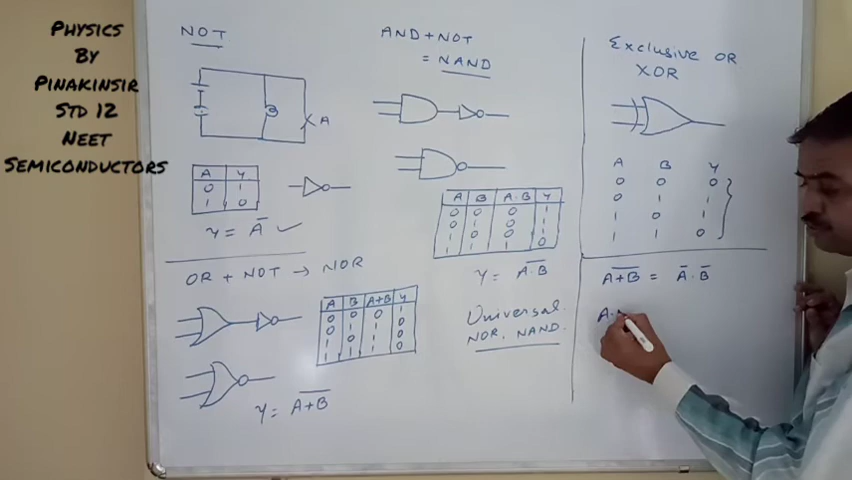 Physics
By
Pinakinsir
Std 12
Neet
Semiconductors
NOT
A
A Y
0 1
1 0
Y = A̅
OR + NOT → NOR
A B A+B Y
0 0 0 1
0 1 1 0
1 0 1 0
1 1 1 0
Y = A̅+̅B̅
AND + NOT
= NAND
A B A·B Y
0 0 0 1
0 1 0 1
1 0 0 1
1 1 1 0
Y = A̅·̅B̅
Universal
NOR, NAND.
Exclusive OR
XOR
A B Y
0 0 0
0 1 1
1 0 1
1 1 0
A̅+̅B̅ = A̅ · B̅
A·